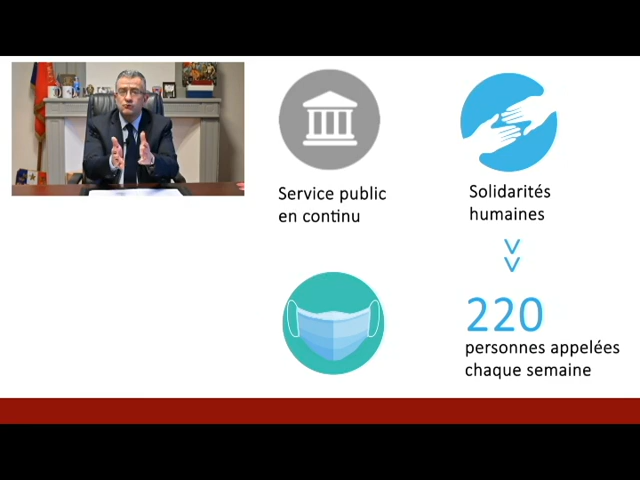 Service public
en continu
Solidarités
humaines
220
personnes appelées
chaque semaine